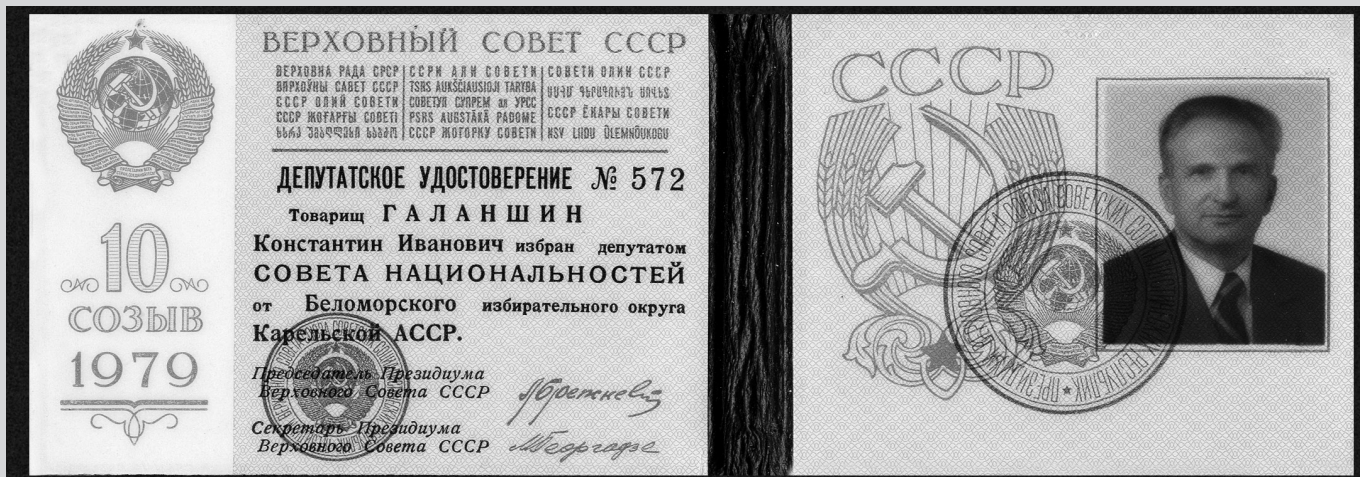 ВЕРХОВНЫЙ СОВЕТ СССР
ВЕРХОВНА РАДА СРСР
ВЯРХОЎНЫ САВЕТ СССР
СССР ОЛИЙ СОВЕТИ
СССР ЖОҒАРҒЫ СОВЕТІ
ССРИ АЛИ СОВЕТИ
TSRS AUKŠČIAUSIOJI TARYBA
СОВЕТУЛ СУПРЕМ ал УРСС
PSRS AUGSTĀKĀ PADOME
СССР ЖОГОРКУ СОВЕТИ
СОВЕТИ ОЛИИ СССР
СССР ЁКАРЫ СОВЕТИ
NSV LIIDU ÜLEMNÕUKOGU
ДЕПУТАТСКОЕ УДОСТОВЕРЕНИЕ № 572
Товарищ ГАЛАНШИН
Константин Иванович избран депутатом
СОВЕТА НАЦИОНАЛЬНОСТЕЙ
от Беломорского избирательного округа
Карельской АССР.
Председатель Президиума
Верховного Совета СССР
Секретарь Президиума
Верховного Совета СССР
10
СОЗЫВ
1979
СССР